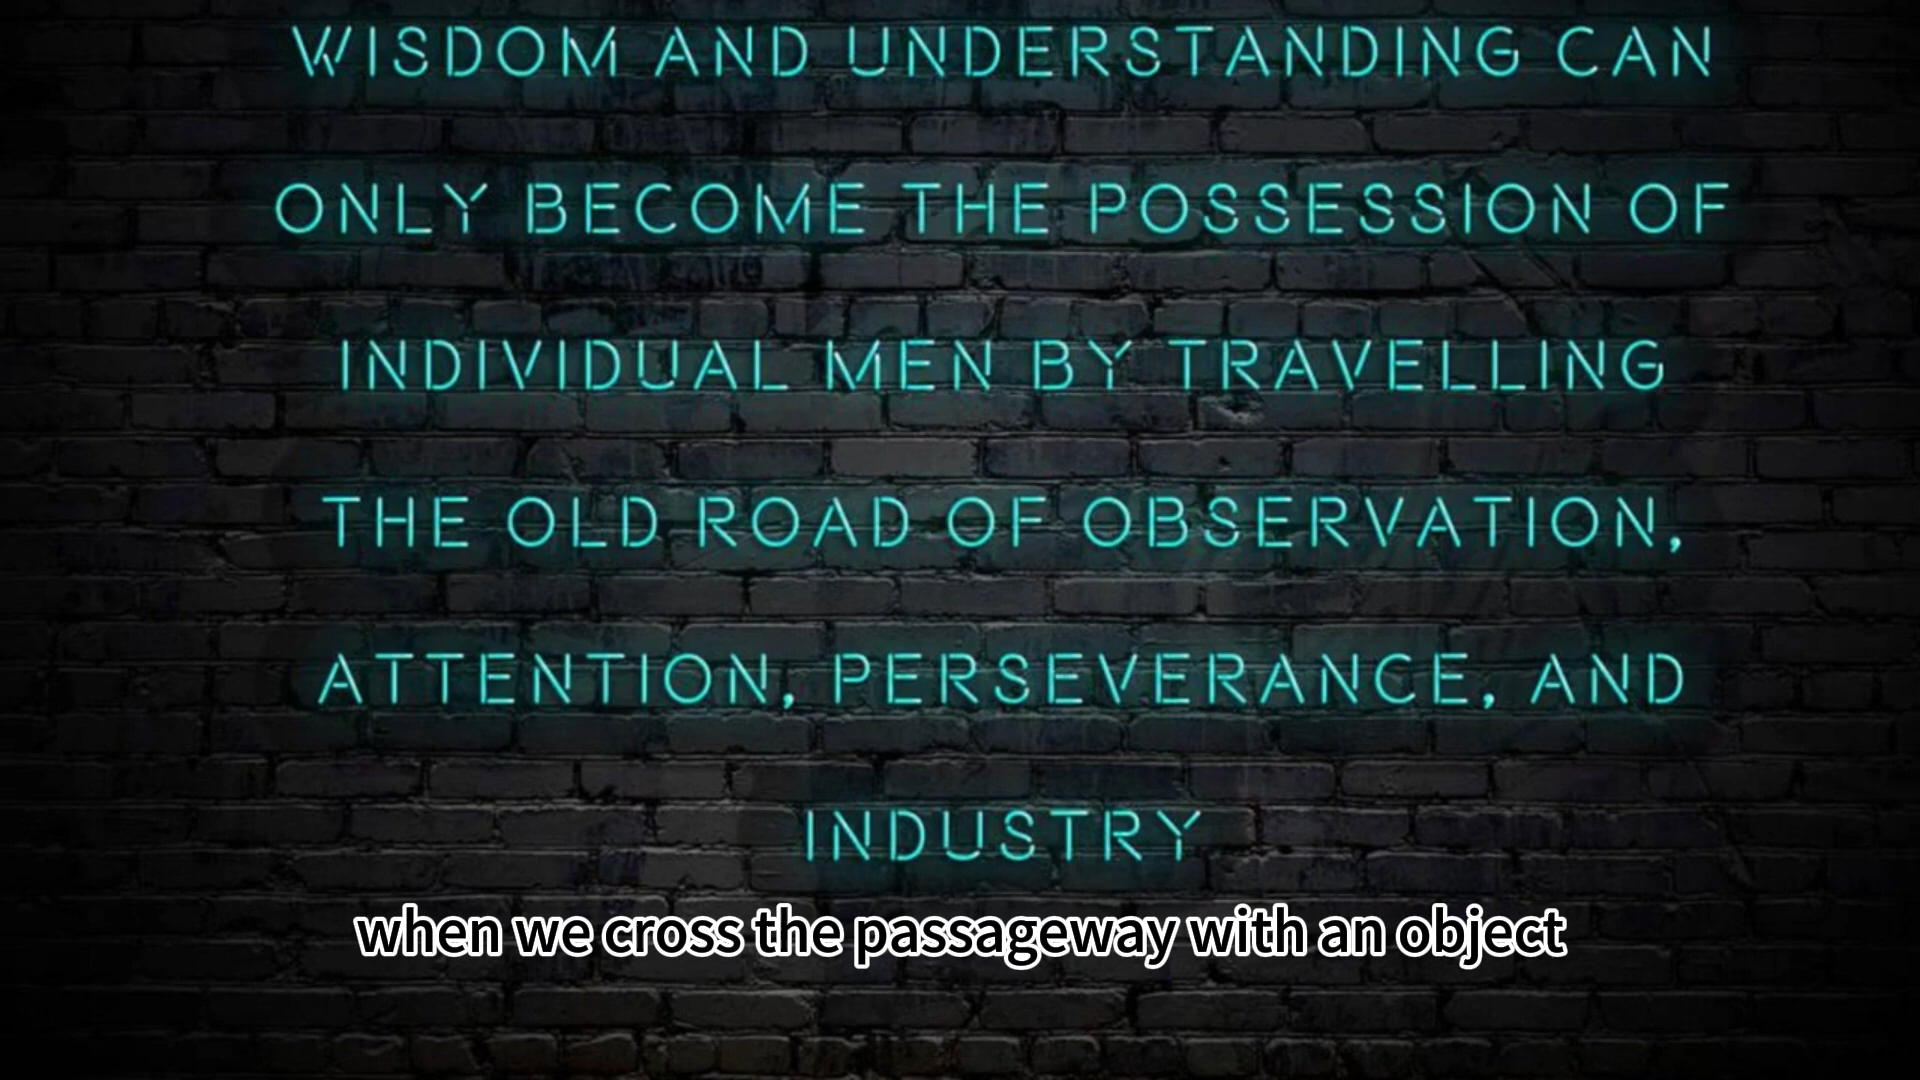 WISDOM AND UNDERSTANDING CAN
ONLY BECOME THE POSSESSION OF
INDIVIDUAL MEN BY TRAVELLING
THE OLD ROAD OF OBSERVATION,
ATTENTION, PERSEVERANCE, AND
INDUSTRY
when we cross the passageway with an object